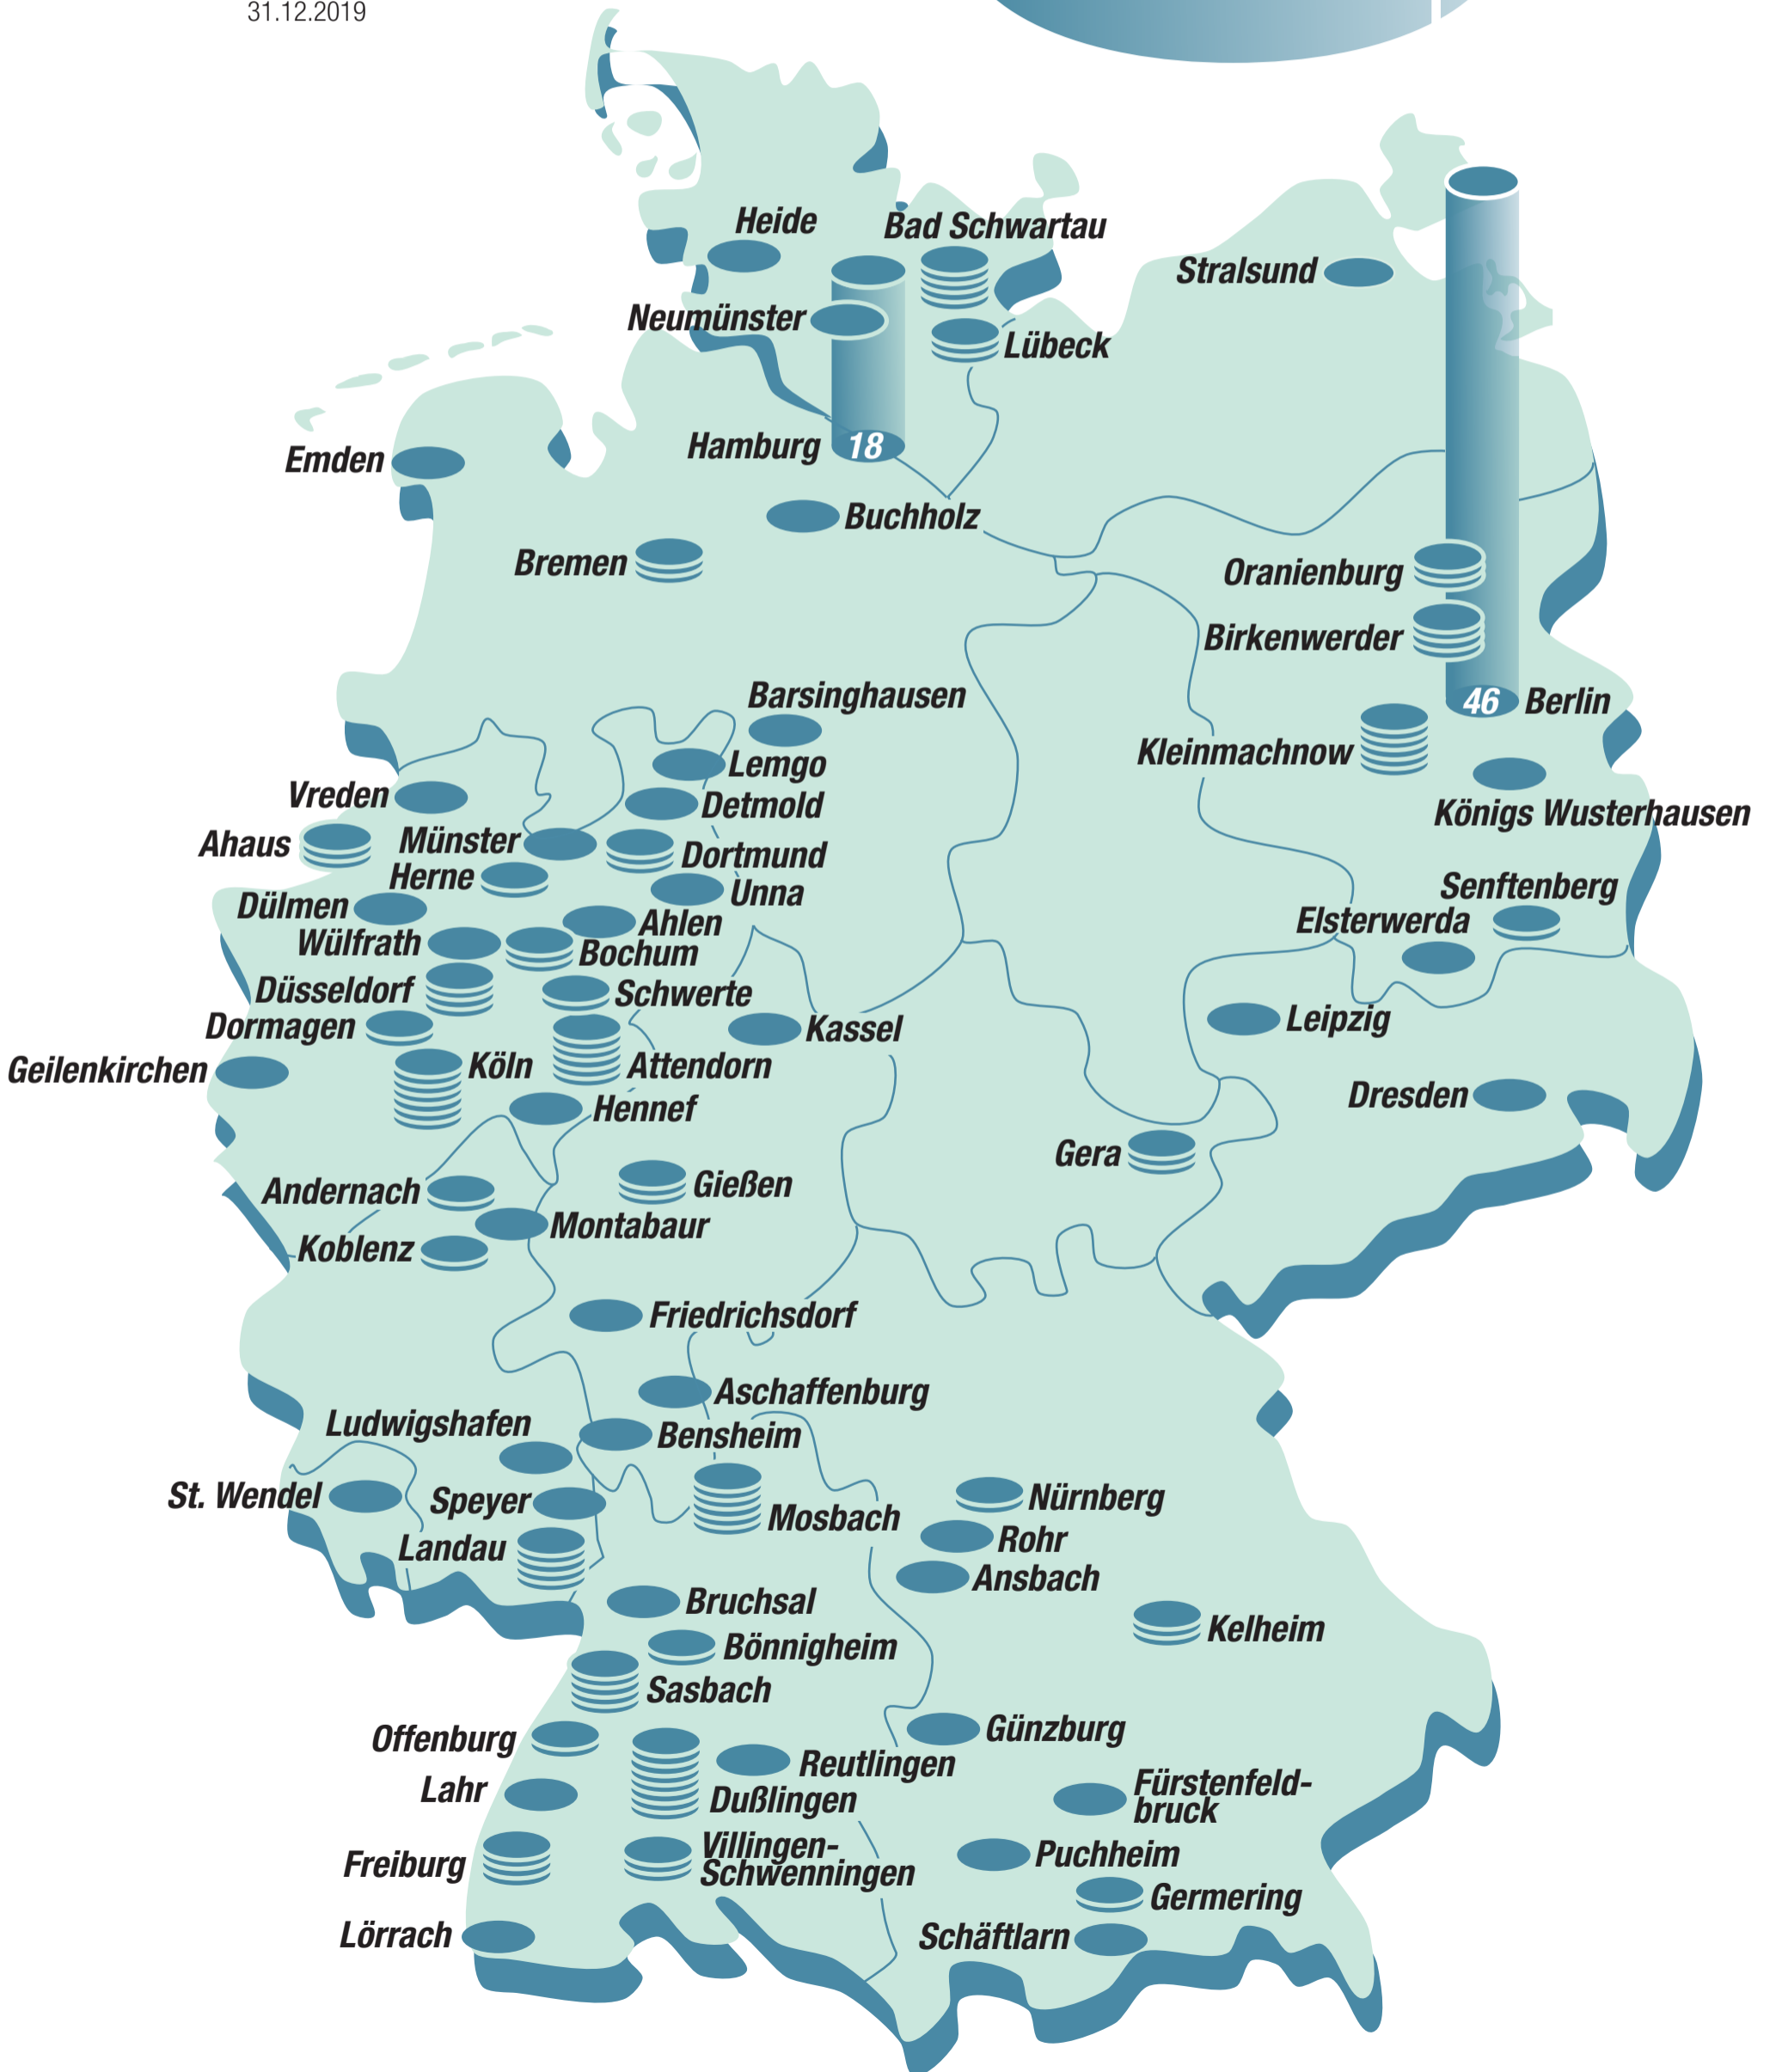 31.12.2019
Heide
Bad Schwartau
Stralsund
Neumünster
Lübeck
Hamburg
18
Emden
Buchholz
Bremen
Oranienburg
Birkenwerder
Barsinghausen
46
Berlin
Kleinmachnow
Lemgo
Vreden
Detmold
Königs Wusterhausen
Ahaus
Münster
Dortmund
Herne
Unna
Senftenberg
Dülmen
Ahlen
Elsterwerda
Wülfrath
Bochum
Düsseldorf
Schwerte
Leipzig
Dormagen
Kassel
Geilenkirchen
Köln
Attendorn
Dresden
Hennef
Gera
Andernach
Gießen
Montabaur
Koblenz
Friedrichsdorf
Aschaffenburg
Ludwigshafen
Bensheim
St. Wendel
Speyer
Nürnberg
Mosbach
Rohr
Landau
Ansbach
Bruchsal
Kelheim
Bönnigheim
Sasbach
Günzburg
Offenburg
Reutlingen
Lahr
Dußlingen
Fürstenfeld-
bruck
Villingen-
Schwenningen
Puchheim
Freiburg
Germering
Lörrach
Schäftlarn